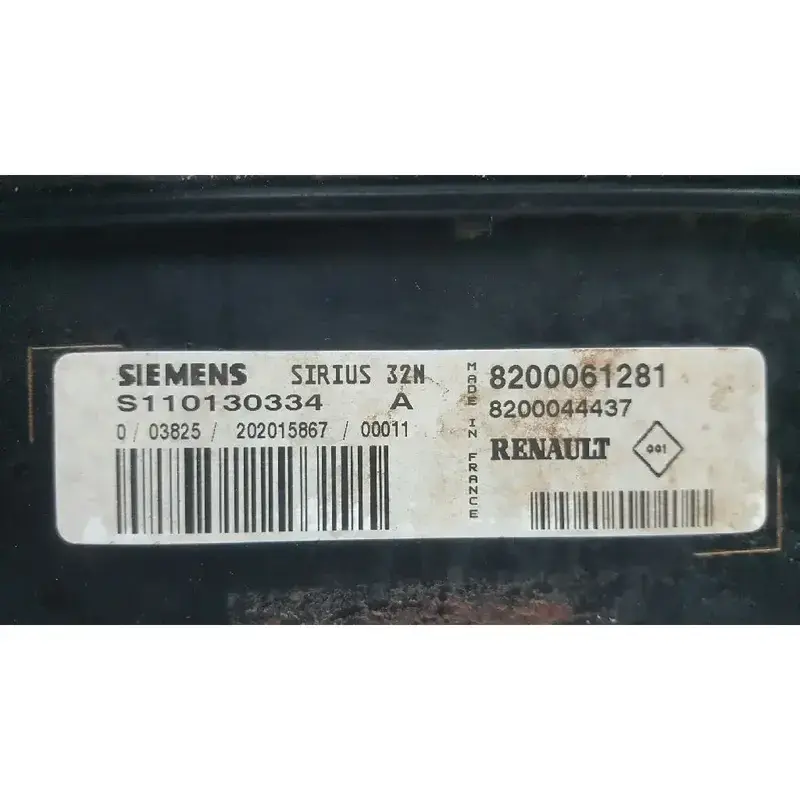 SIEMENS SIRIUS 32N
S110130334 A
0 / 03825 / 202015867 / 00011
MADE IN FRANCE
8200061281
8200044437
RENAULT
001